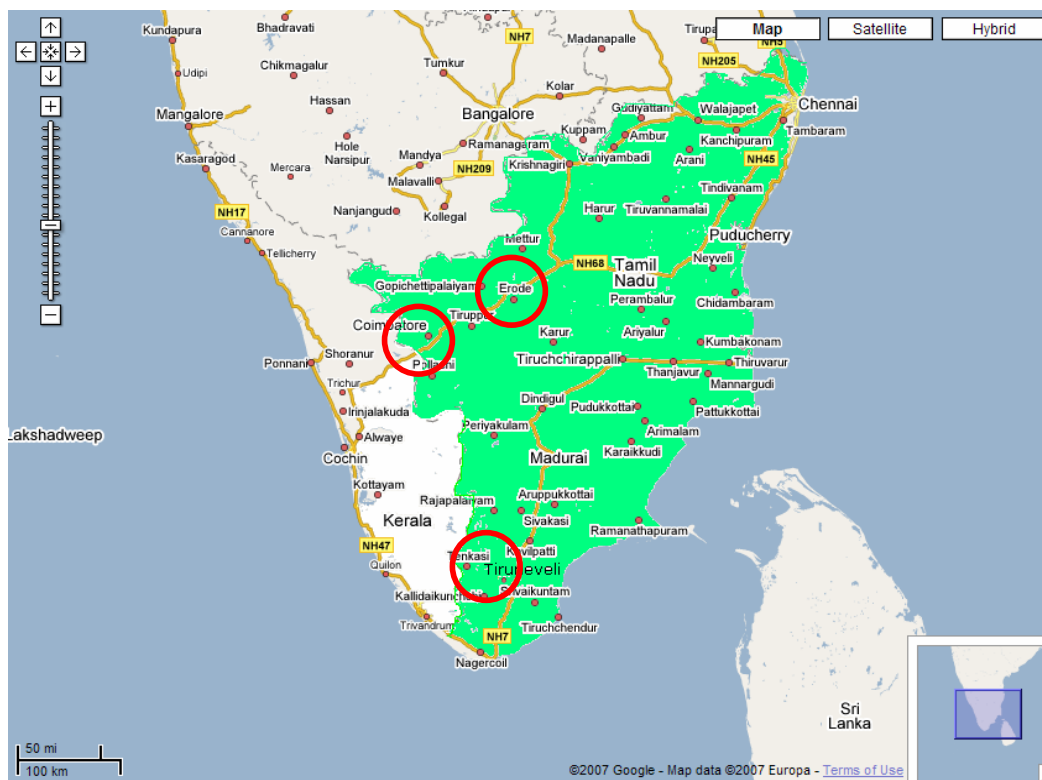 Kundapura
Bhadravati
NH7
Madanapalle
Map
Satellite
Hybrid
NH5
NH205
Udipi
Chikmagalur
Tumkur
Kolar
Hassan
Bangalore
Gudiyattam
Walajapet
Chennai
Mangalore
Hole
Narsipur
Ramanagaram
Kuppam
Ambur
Kanchipuram
Tambaram
Kasaragod
Mercara
Mandya
NH209
Krishnagiri
Vaniyambadi
Arani
NH45
Malavalli
Tindivanam
NH17
Nanjangud
Kollegal
Harur
Tiruvannamalai
Cannanore
Mettur
Puducherry
Tellicherry
NH68
Tamil
Nadu
Neyveli
Gopichettipalaiyam
Erode
Perambalur
Chidambaram
Coimbatore
Tiruppur
Karur
Ariyalur
Kumbakonam
Ponnani
Shoranur
Pollachi
Tiruchchirappalli
Thanjavur
Thiruvarur
Trichur
Mannargudi
Irinjalakuda
Dindigul
Pudukkottai
Pattukkottai
Lakshadweep
Alwaye
Periyakulam
Arimalam
Cochin
Madurai
Karaikkudi
Kottayam
Rajapalaiyam
Aruppukkottai
Kerala
Sivakasi
Ramanathapuram
NH47
Tenkasi
Kovilpatti
Quilon
Tirunelveli
Kallidaikurichchi
Srivaikuntam
Trivandrum
Tiruchchendur
NH7
Nagercoil
Sri
Lanka
50 mi
100 km
©2007 Google - Map data ©2007 Europa - Terms of Use